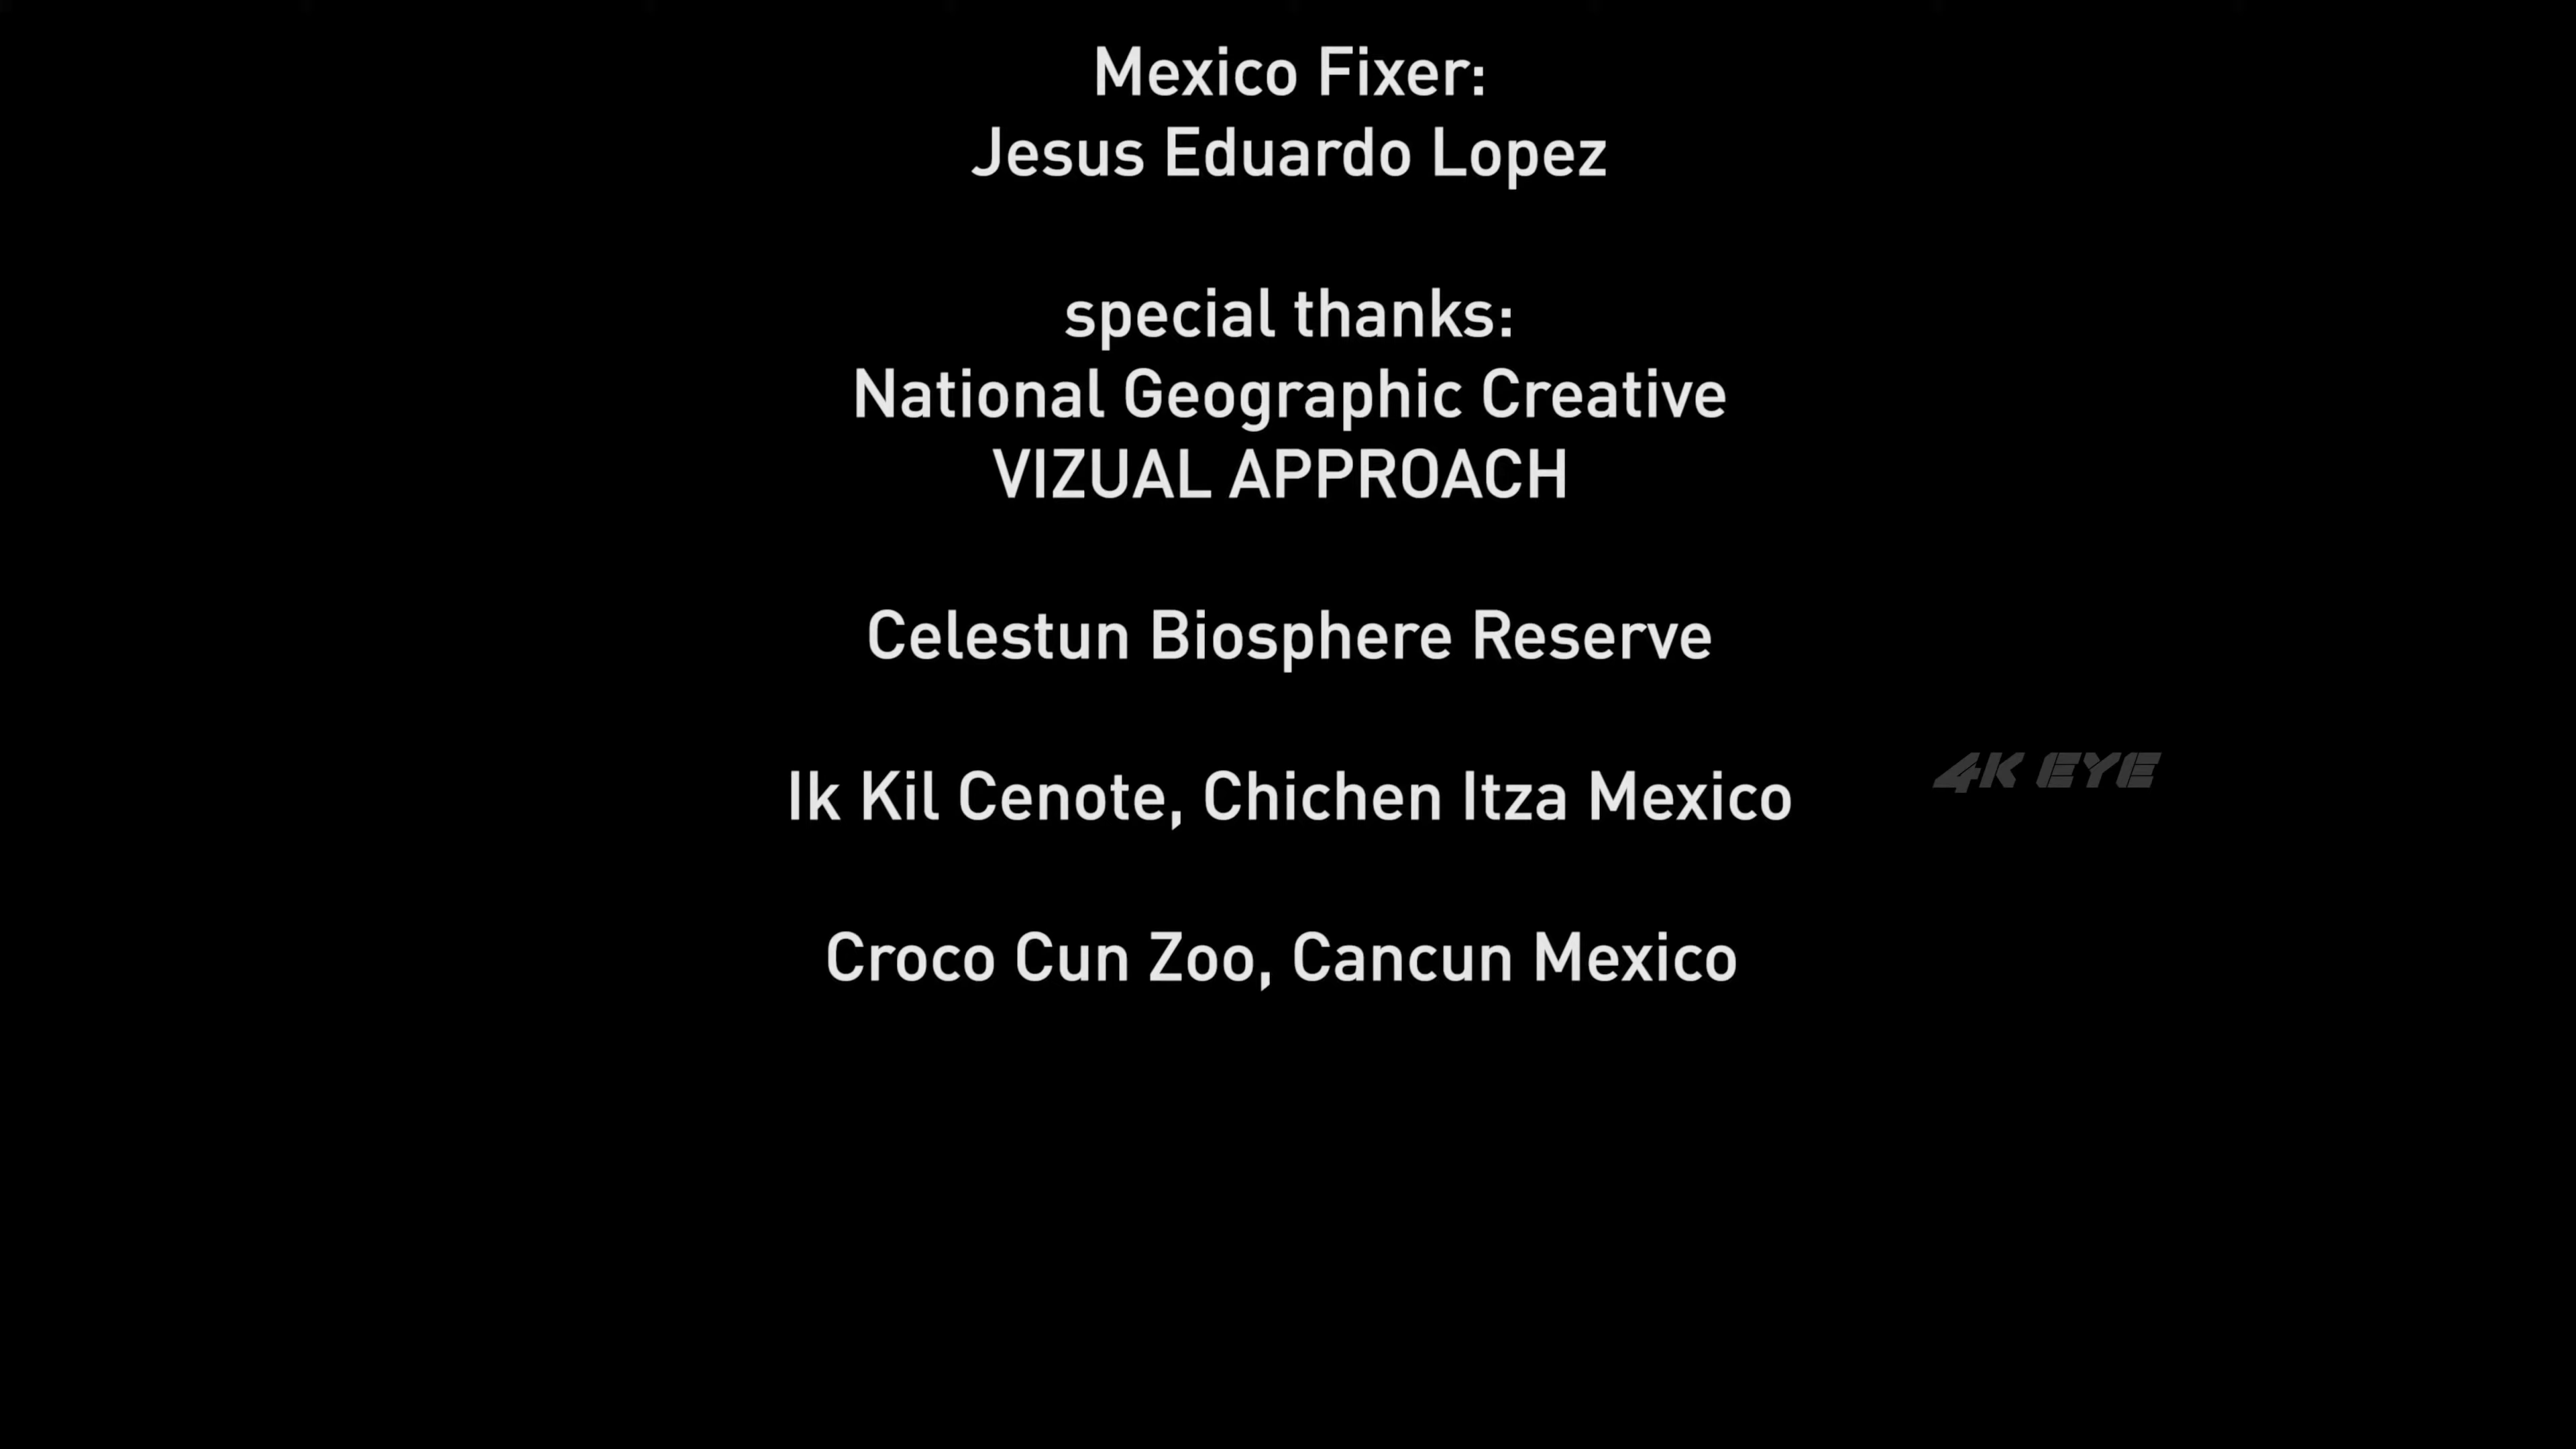 Mexico Fixer:
Jesus Eduardo Lopez
special thanks:
National Geographic Creative
VIZUAL APPROACH
Celestun Biosphere Reserve
Ik Kil Cenote, Chichen Itza Mexico
4K EYE
Croco Cun Zoo, Cancun Mexico